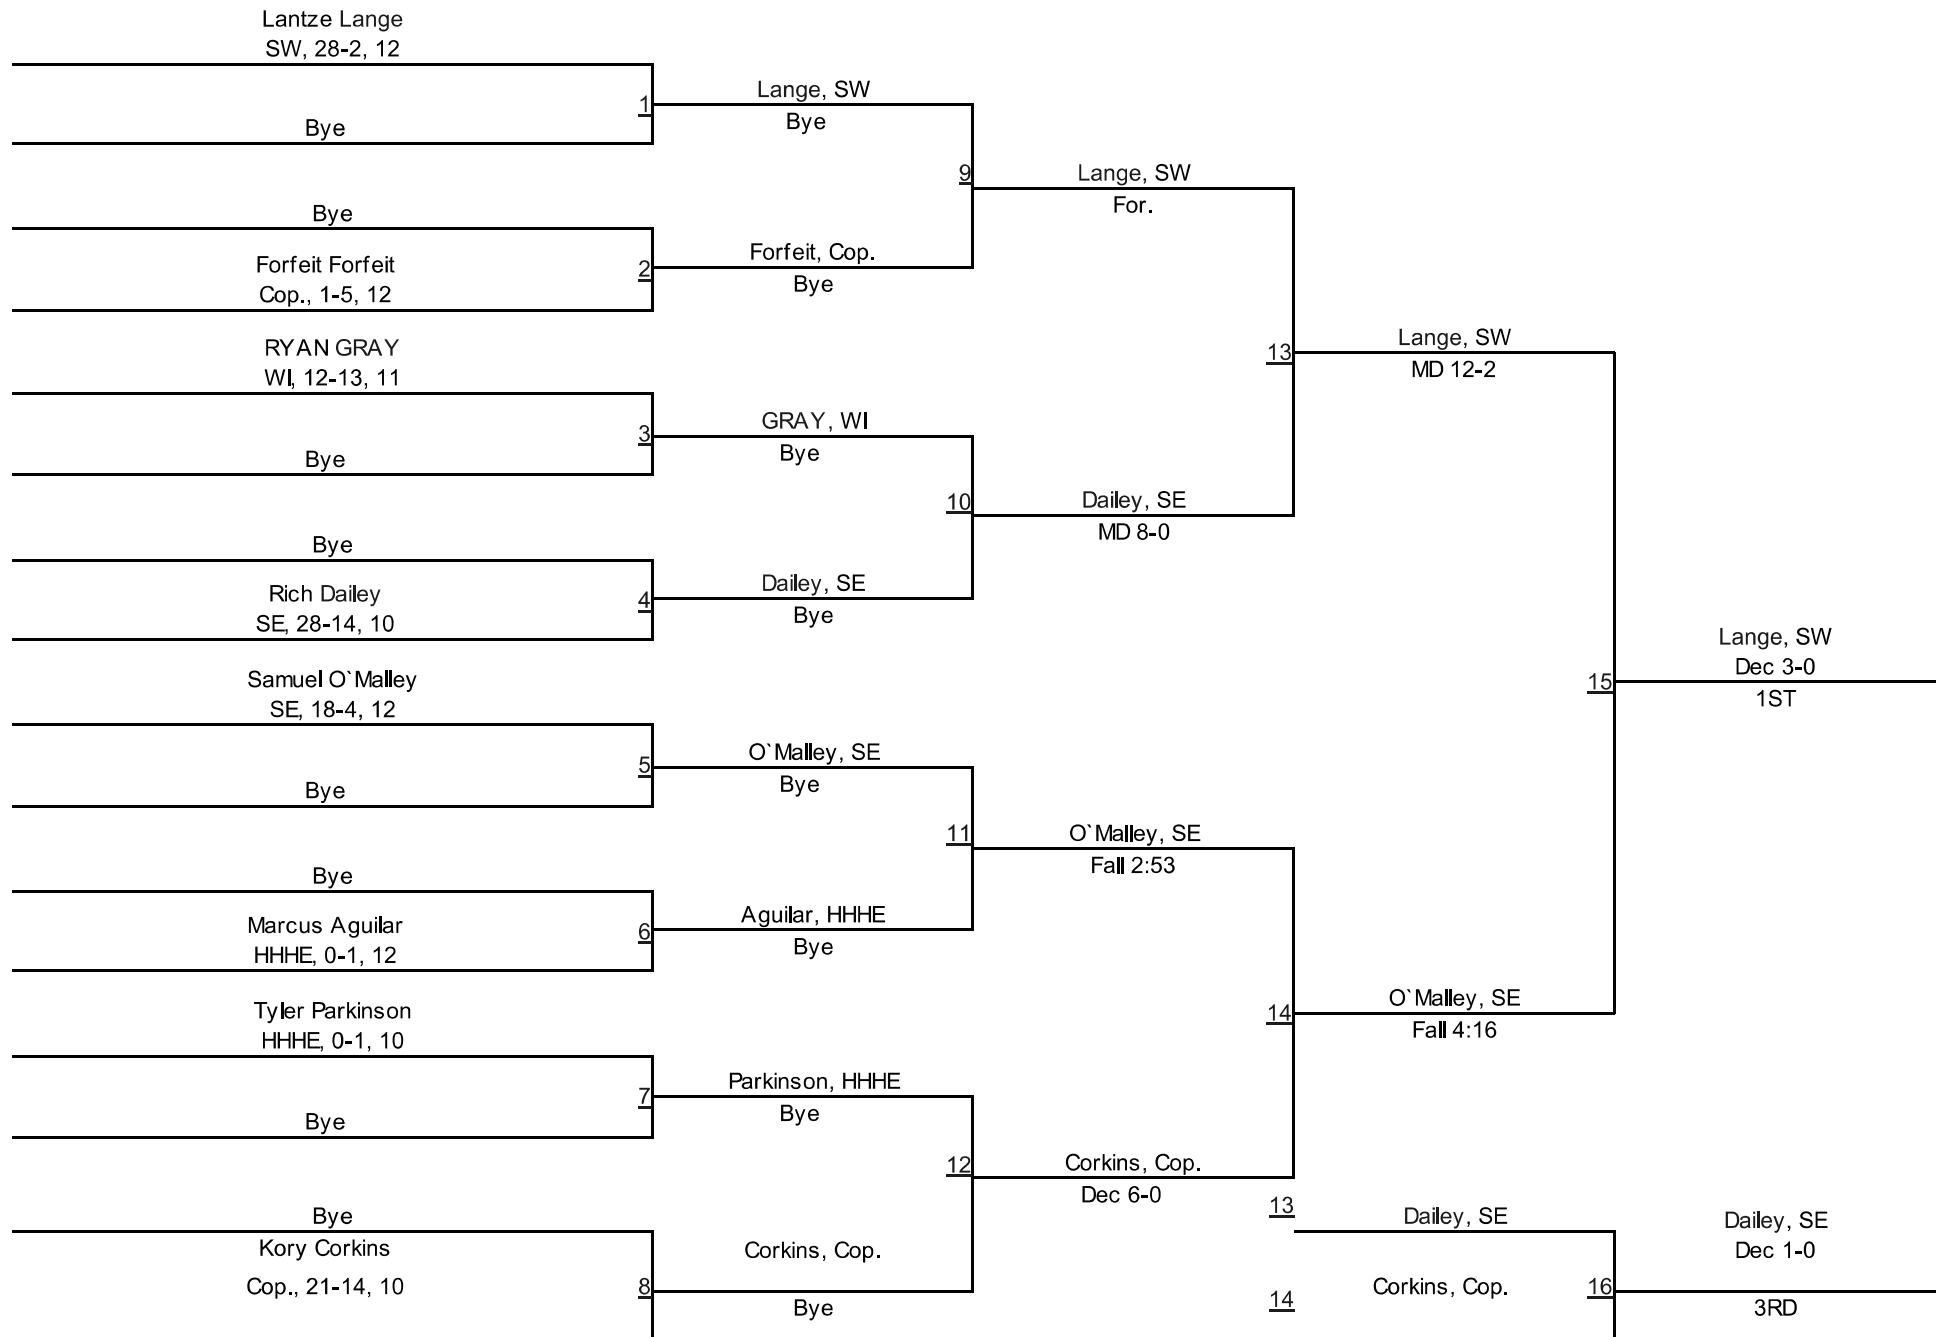 Lantze Lange
SW, 28-2, 12
1
Bye
Lange, SW
Bye
9
Bye
Forfeit Forfeit
Cop., 1-5, 12
2
Forfeit, Cop.
Bye
Lange, SW
For.
13
RYAN GRAY
WI, 12-13, 11
3
Bye
GRAY, WI
Bye
10
Bye
Rich Dailey
SE, 28-14, 10
4
Dailey, SE
Bye
Dailey, SE
MD 8-0
Lange, SW
MD 12-2
15
Samuel O`Malley
SE, 18-4, 12
5
Bye
O`Malley, SE
Bye
11
Bye
Marcus Aguilar
HHHE, 0-1, 12
6
Aguilar, HHHE
Bye
O`Malley, SE
Fall 2:53
14
Tyler Parkinson
HHHE, 0-1, 10
7
Bye
Parkinson, HHHE
Bye
12
Bye
Kory Corkins
Cop., 21-14, 10
8
Corkins, Cop.
Bye
Corkins, Cop.
Dec 6-0
O`Malley, SE
Fall 4:16
Lange, SW
Dec 3-0
1ST
13
Dailey, SE
14
Corkins, Cop.
16
Dailey, SE
Dec 1-0
3RD